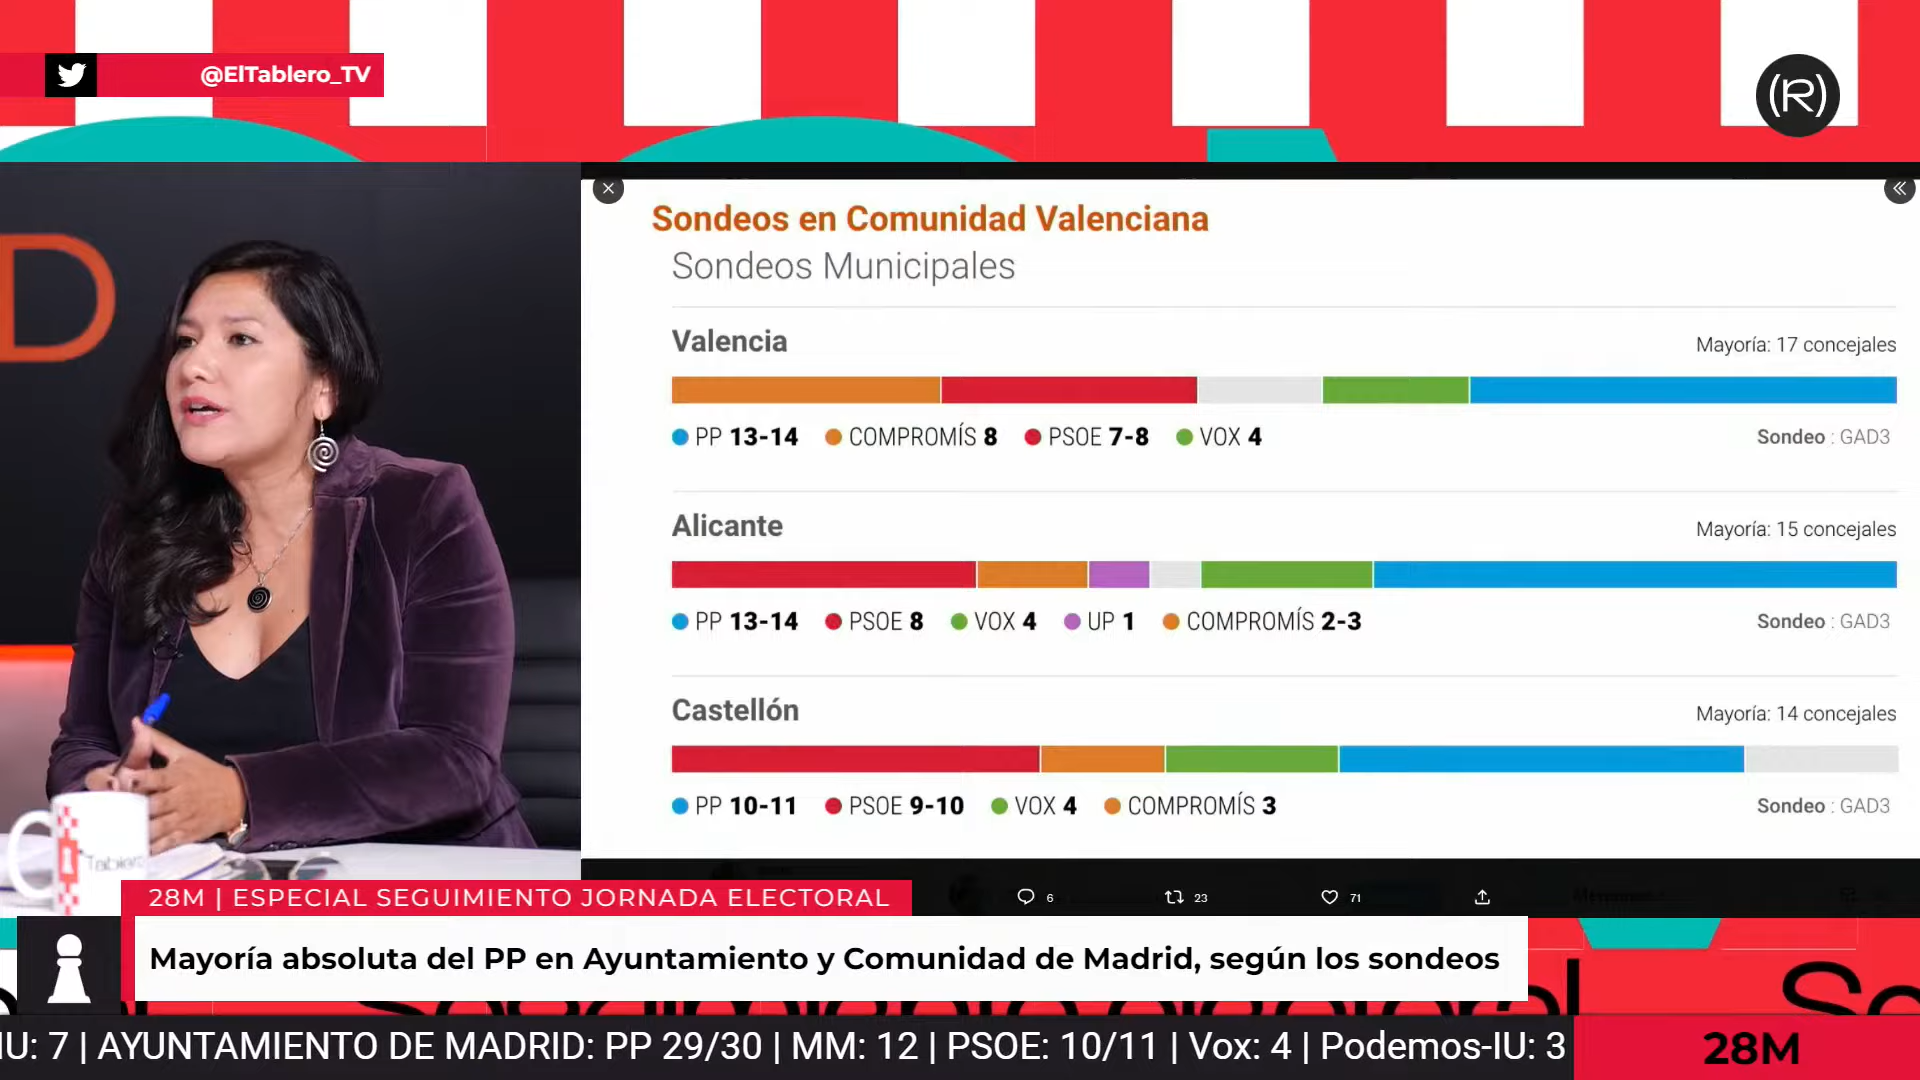 @ElTablero_TV
(R)
Sondeos en Comunidad Valenciana
Sondeos Municipales
Valencia
Mayoría: 17 concejales
PP 13-14 COMPROMÍS 8 PSOE 7-8 VOX 4
Sondeo : GAD3
Alicante
Mayoría: 15 concejales
PP 13-14 PSOE 8 VOX 4 UP 1 COMPROMÍS 2-3
Sondeo : GAD3
Castellón
Mayoría: 14 concejales
PP 10-11 PSOE 9-10 VOX 4 COMPROMÍS 3
Sondeo : GAD3
D
Tablero
6 23 71
28M | ESPECIAL SEGUIMIENTO JORNADA ELECTORAL
Mayoría absoluta del PP en Ayuntamiento y Comunidad de Madrid, según los sondeos
IU: 7 | AYUNTAMIENTO DE MADRID: PP 29/30 | MM: 12 | PSOE: 10/11 | Vox: 4 | Podemos-IU: 3
28M